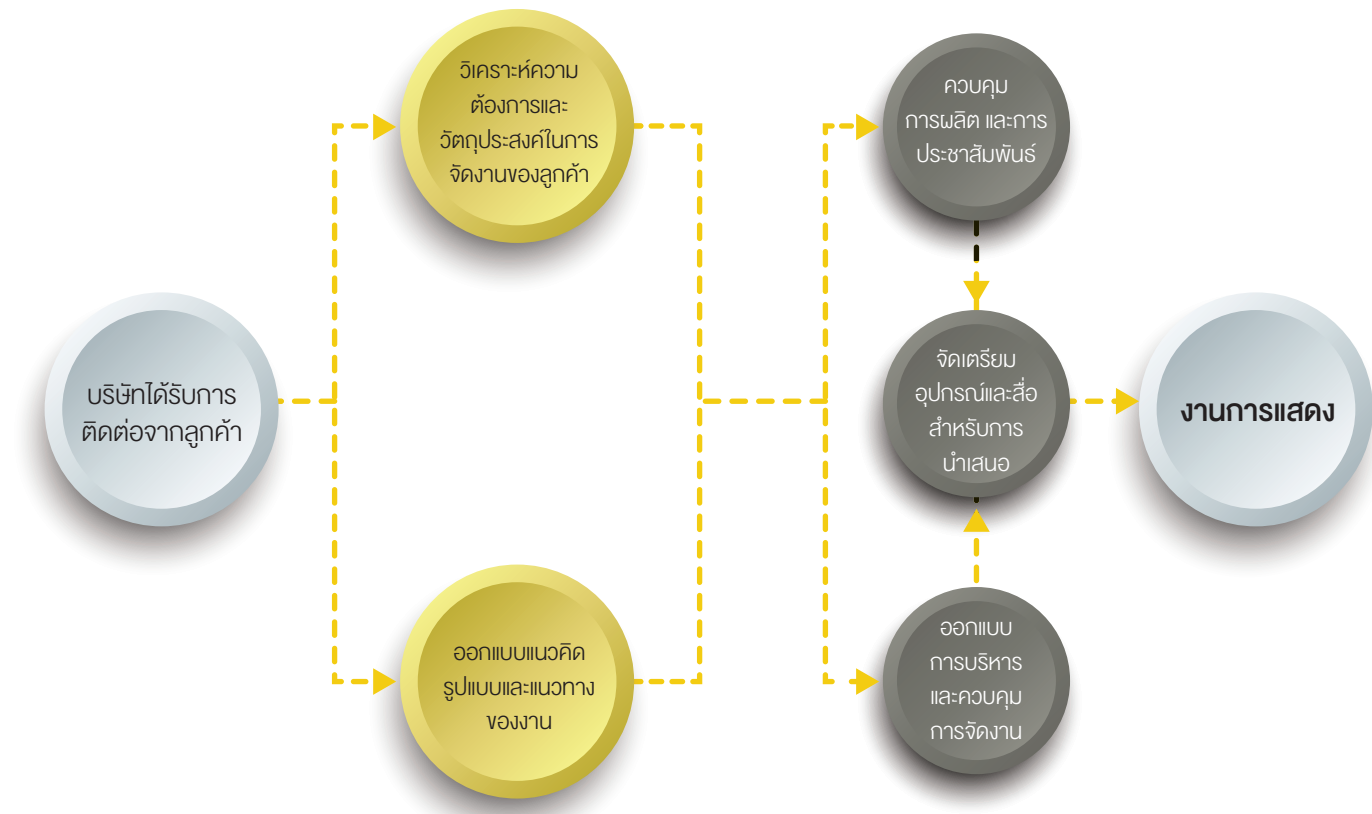 บริษัทได้รับการ
ติดต่อจากลูกค้า
วิเคราะห์ความ
ต้องการและ
วัตถุประสงค์ในการ
จัดงานของลูกค้า
ออกแบบแนวคิด
รูปแบบและแนวทาง
ของงาน
ควบคุม
การผลิต และการ
ประชาสัมพันธ์
จัดเตรียม
อุปกรณ์และสื่อ
สำหรับการ
นำเสนอ
ออกแบบ
การบริหาร
และควบคุม
การจัดงาน
งานการแสดง